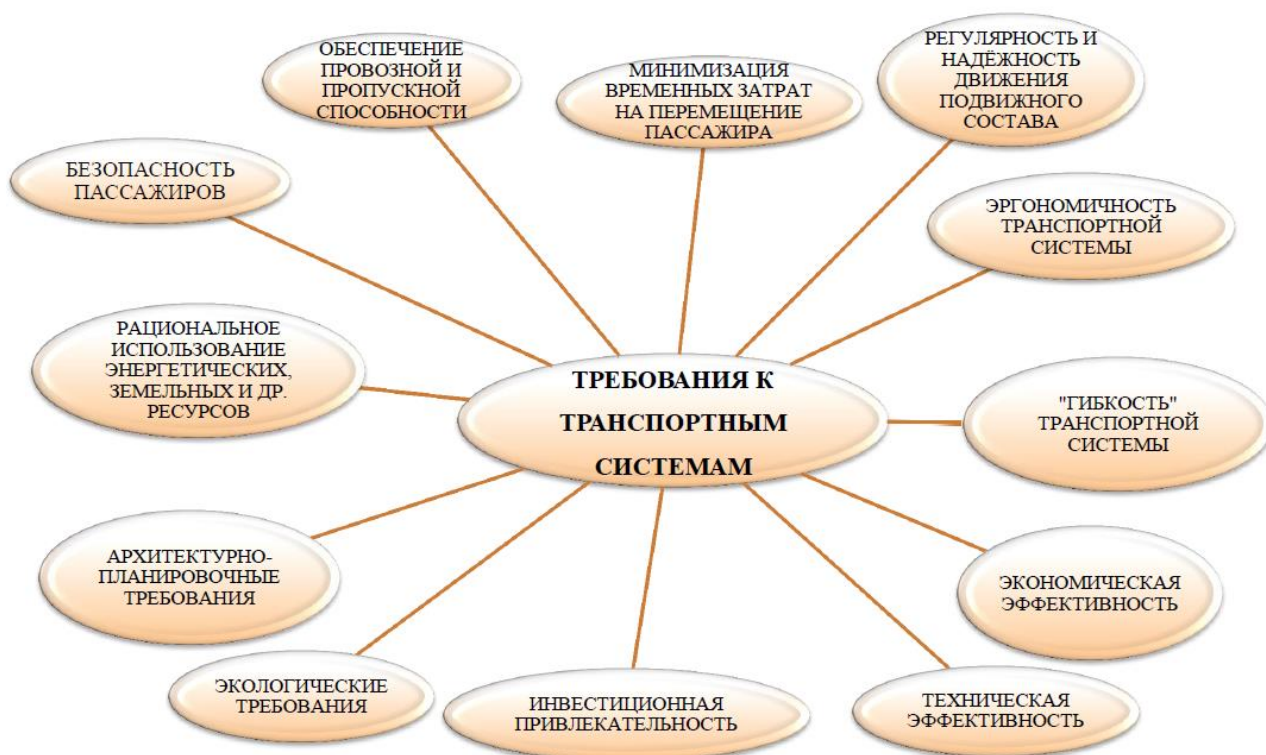 ОБЕСПЕЧЕНИЕ
ПРОВОЗНОЙ И
ПРОПУСКНОЙ
СПОСОБНОСТИ
МИНИМИЗАЦИЯ
ВРЕМЕННЫХ ЗАТРАТ
НА ПЕРЕМЕЩЕНИЕ
ПАССАЖИРА
РЕГУЛЯРНОСТЬ И
НАДЁЖНОСТЬ
ДВИЖЕНИЯ
ПОДВИЖНОГО
СОСТАВА
БЕЗОПАСНОСТЬ
ПАССАЖИРОВ
ЭРГОНОМИЧНОСТЬ
ТРАНСПОРТНОЙ
СИСТЕМЫ
РАЦИОНАЛЬНОЕ
ИСПОЛЬЗОВАНИЕ
ЭНЕРГЕТИЧЕСКИХ,
ЗЕМЕЛЬНЫХ И ДР.
РЕСУРСОВ
ТРЕБОВАНИЯ К
ТРАНСПОРТНЫМ
СИСТЕМАМ
"ГИБКОСТЬ"
ТРАНСПОРТНОЙ
СИСТЕМЫ
АРХИТЕКТУРНО-
ПЛАНИРОВОЧНЫЕ
ТРЕБОВАНИЯ
ЭКОНОМИЧЕСКАЯ
ЭФФЕКТИВНОСТЬ
ЭКОЛОГИЧЕСКИЕ
ТРЕБОВАНИЯ
ИНВЕСТИЦИОННАЯ
ПРИВЛЕКАТЕЛЬНОСТЬ
ТЕХНИЧЕСКАЯ
ЭФФЕКТИВНОСТЬ